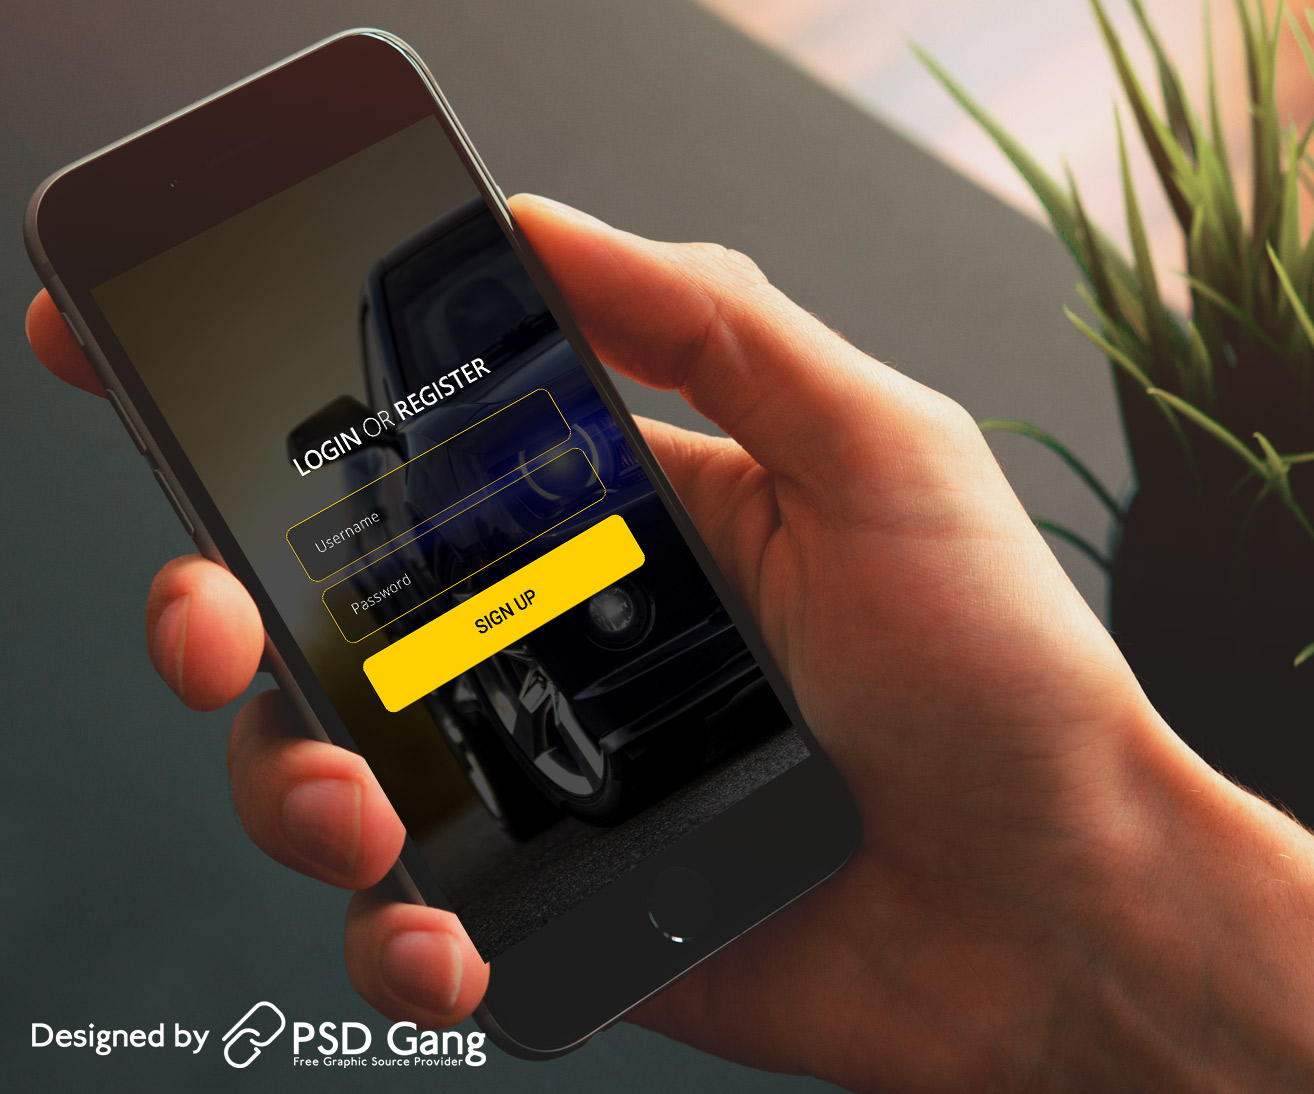 LOGIN OR REGISTER
Username
Password
SIGN UP
Designed by PSD Gang
Free Graphic Source Provider